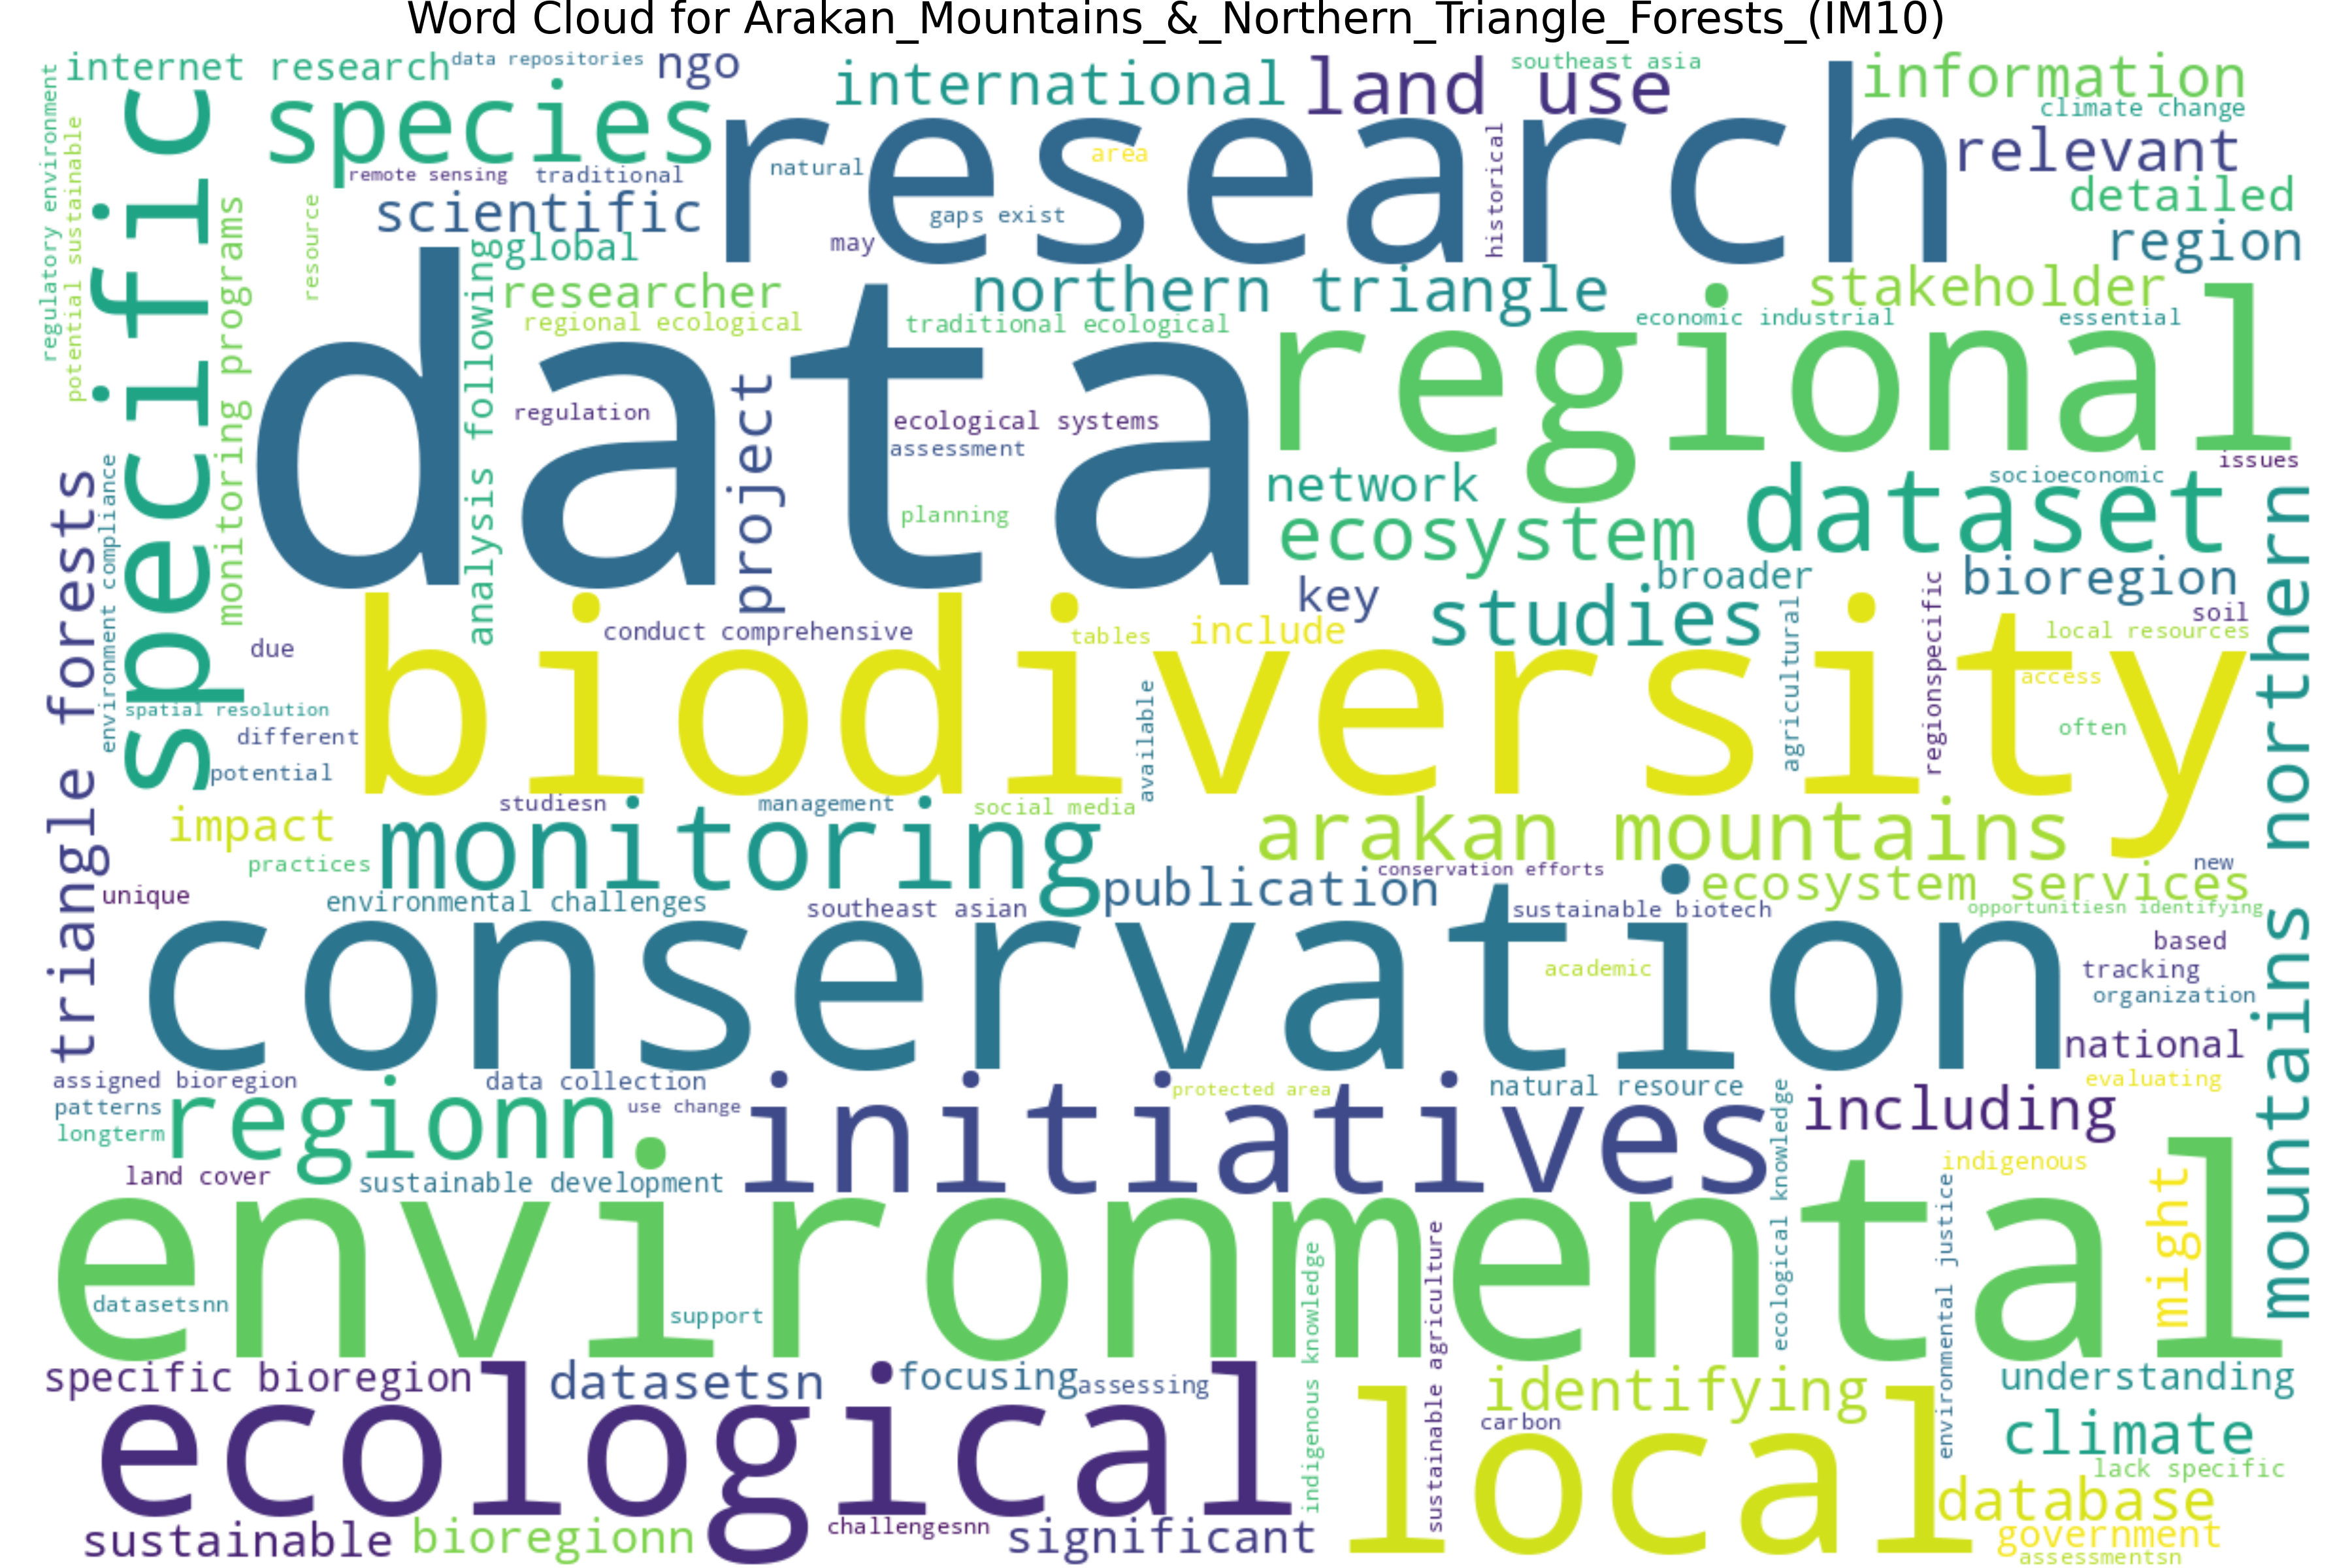 Word Cloud for Arakan_Mountains_&_Northern_Triangle_Forests_(IM10)
internet research
data repositories
ngo
international
land use
southeast asia
information
climate change
species
research
relevant
remote sensing
traditional
natural
area
historical
detailed
scientific
gaps exist
may
region
global
regulatory environment
potential sustainable
specific
monitoring programs
resource
analysis following
researcher
northern triangle
stakeholder
regional ecological
traditional ecological
economic industrial
essential
data
regional
regulation
project
ecological systems
assessment
planning
network
issues
socioeconomic
dataset
ecosystem
triangle forests
environment compliance
key
broader
bioregion
studies
soil
mountains northern
due
conduct comprehensive
tables
include
agricultural
regionspecific
local resources
biodiversity
access
available
often
spatial resolution
different
potential
studiesn
management
social media
impact
monitoring
arakan mountains
practices
conservation efforts
new
unique
publication
ecosystem services
environmental challenges
southeast asian
sustainable biotech
opportunitiesn identifying
conservation
academic
based
tracking
organization
national
assigned bioregion
data collection
protected area
natural resource
evaluating
patterns
regionn
use change
initiatives
ecological knowledge
including
longterm
land cover
sustainable development
indigenous
environmental justice
might
environmental
datasetsnn
support
indigenous knowledge
sustainable agriculture
specific bioregion
datasetsn
focusing
assessing
identifying
understanding
ecological
local
carbon
climate
lack specific
database
sustainable
bioregionn
challengesnn
significant
government
assessmentsn